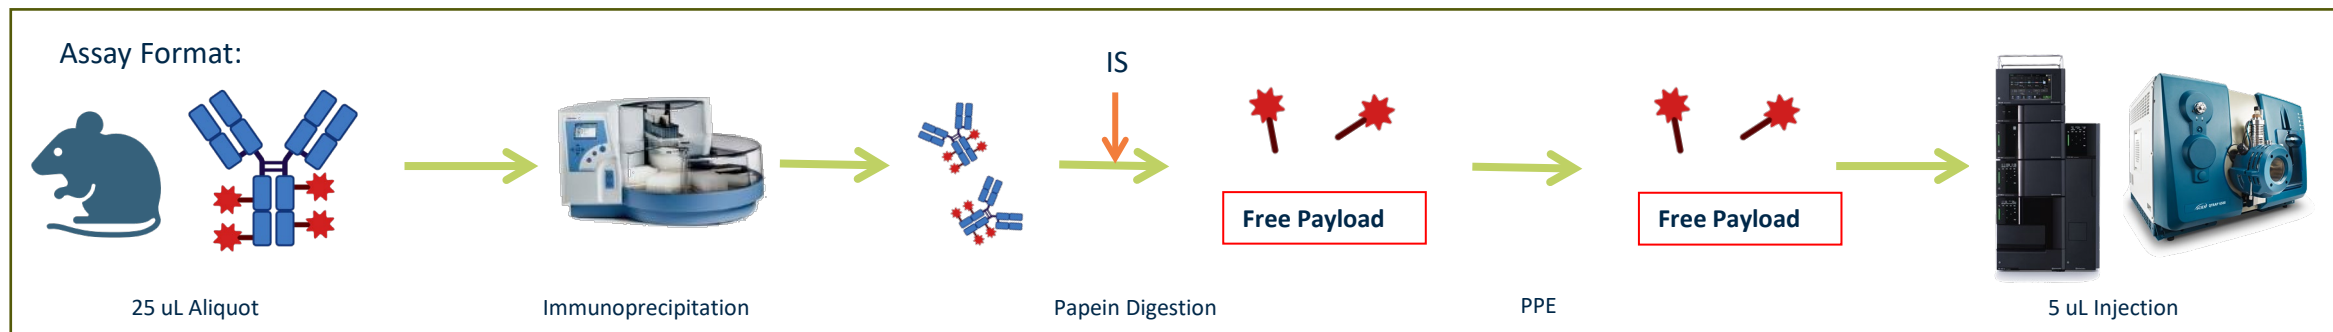 Assay Format:
IS
Free Payload
Free Payload
25 uL Aliquot
Immunoprecipitation
Papein Digestion
PPE
5 uL Injection